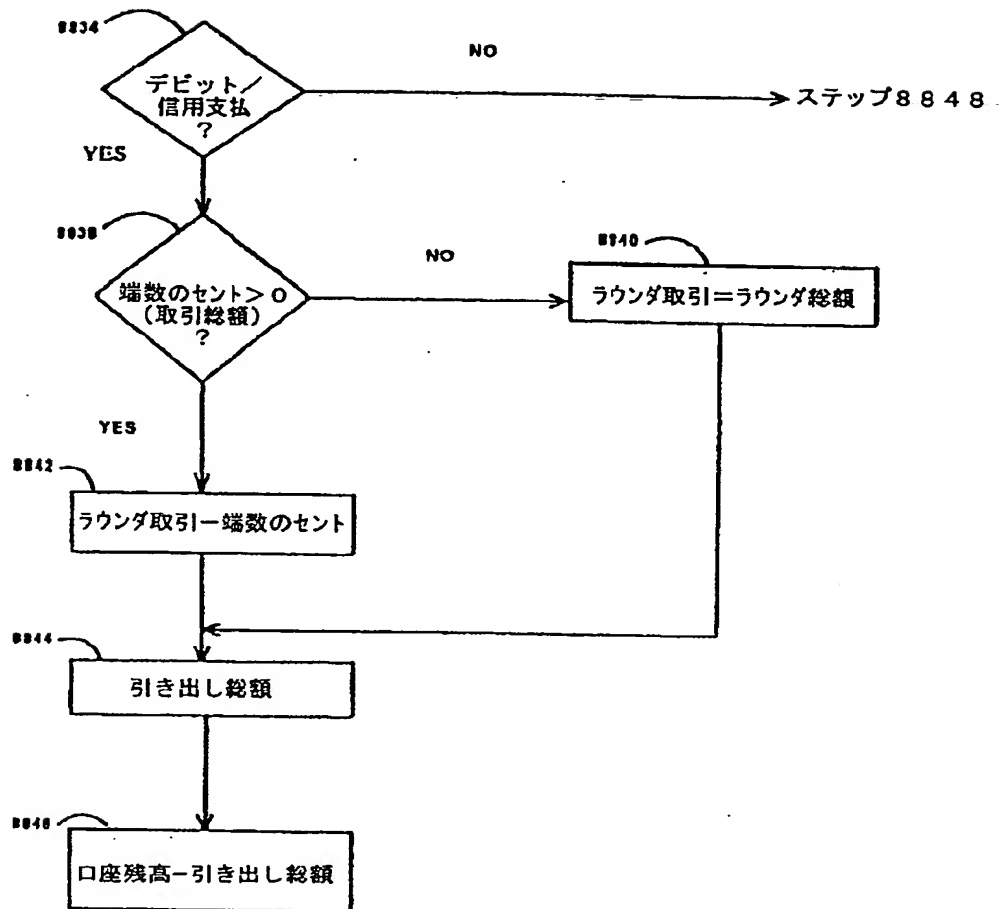 NO
デビット／
信用支払
?
ステップ８８４８
YES
NO
端数のセント＞０
（取引総額）
?
ラウンダ取引＝ラウンダ総額
YES
ラウンダ取引－端数のセント
引き出し総額
口座残高－引き出し総額